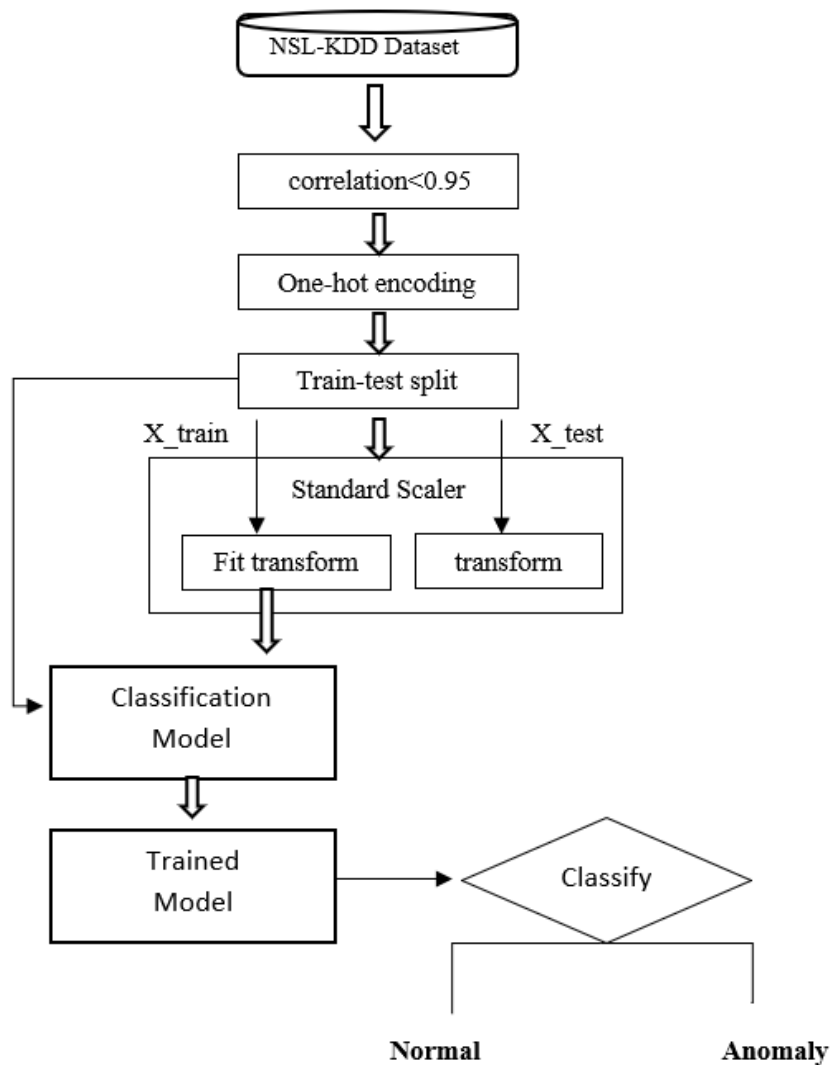 NSL-KDD Dataset
correlation<0.95
One-hot encoding
Train-test split
X_train
X_test
Standard Scaler
Fit transform
transform
Classification
Model
Trained
Model
Classify
Normal
Anomaly